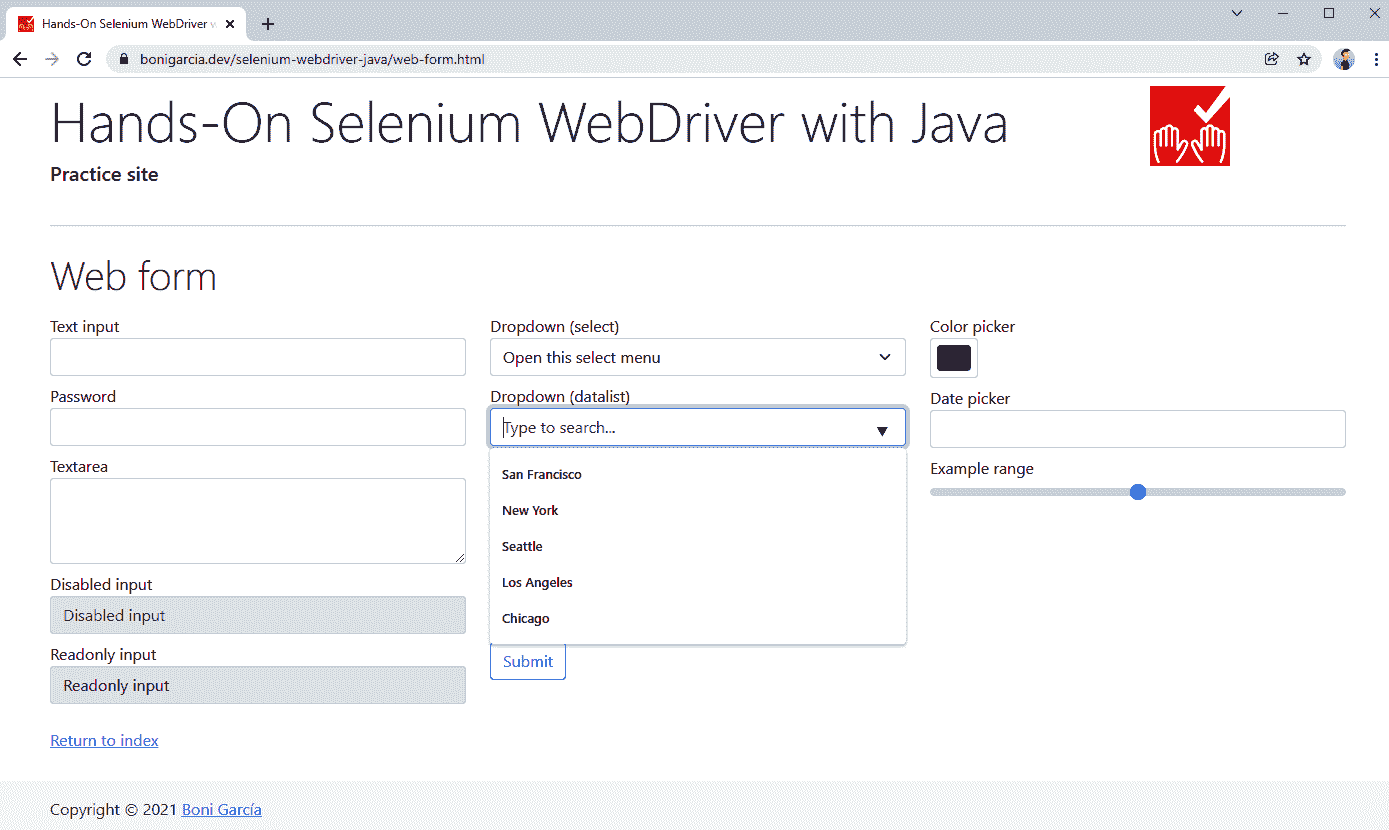 Hands-On Selenium WebDriver w
bonigarcia.dev/selenium-webdriver-java/web-form.html
Hands-On Selenium WebDriver with Java
Practice site
Web form
Text input
Password
Textarea
Disabled input
Disabled input
Readonly input
Readonly input
Return to index
Dropdown (select)
Open this select menu
Dropdown (datalist)
Type to search...
San Francisco
New York
Seattle
Los Angeles
Chicago
Submit
Color picker
Date picker
Example range
Copyright © 2021 Boni García